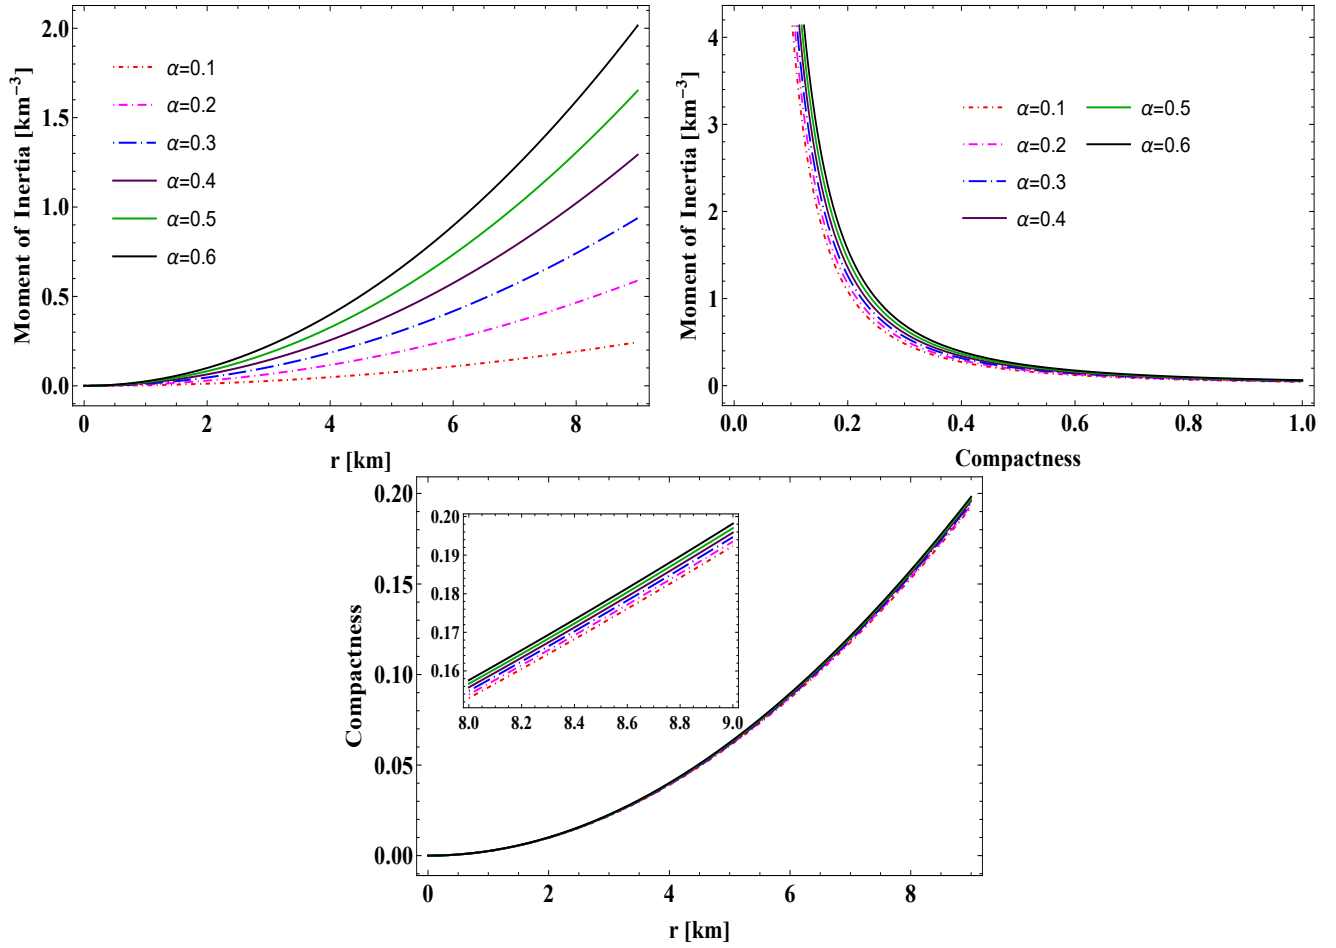 Moment of Inertia [km⁻³]
2.0
1.5
1.0
0.5
0.0
α=0.1
α=0.2
α=0.3
α=0.4
α=0.5
α=0.6
0 2 4 6 8
r [km]
Moment of Inertia [km⁻³]
4
3
2
1
0
α=0.1 α=0.5
α=0.2 α=0.6
α=0.3
α=0.4
0.0 0.2 0.4 0.6 0.8 1.0
Compactness
Compactness
0.20
0.15
0.10
0.05
0.00
0.20
0.19
0.18
0.17
0.16
8.0 8.2 8.4 8.6 8.8 9.0
0 2 4 6 8
r [km]